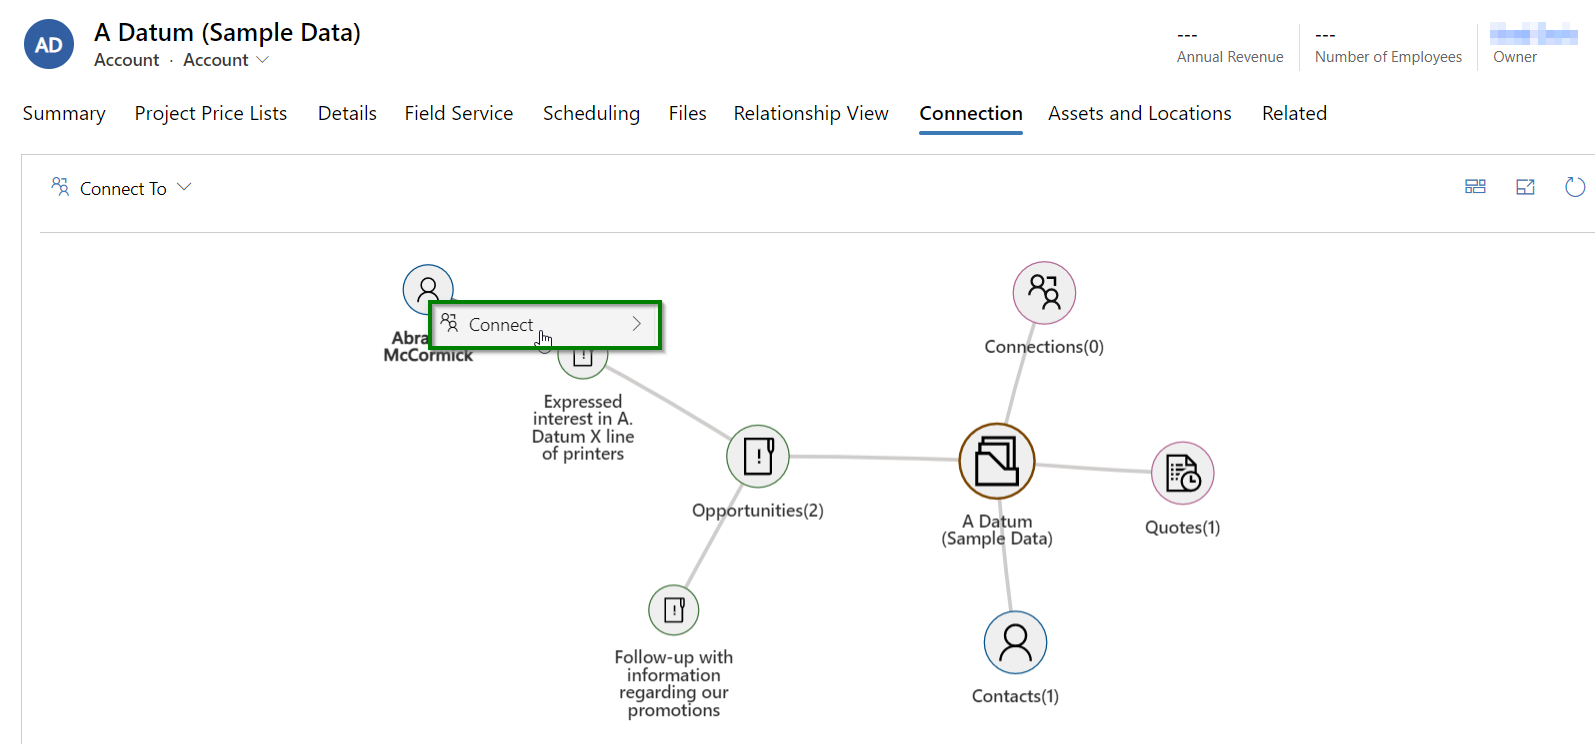 AD
A Datum (Sample Data)
Account · Account
---
Annual Revenue
---
Number of Employees
Owner
Summary Project Price Lists Details Field Service Scheduling Files Relationship View Connection Assets and Locations Related
Connect To
Connect
Abra
McCormick
Expressed
interest in A.
Datum X line
of printers
Opportunities(2)
Follow-up with
information
regarding our
promotions
Connections(0)
A Datum
(Sample Data)
Quotes(1)
Contacts(1)